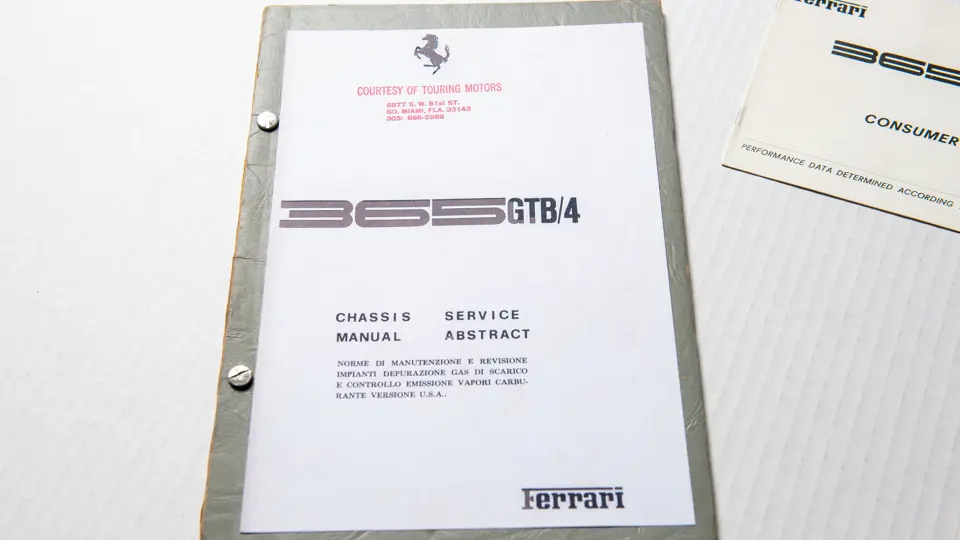 COURTESY OF TOURING MOTORS
6877 S. W. 81st ST.
SO. MIAMI, FLA. 33143
305: 666-5988
365 GTB/4
CHASSIS SERVICE
MANUAL ABSTRACT
NORME DI MANUTENZIONE E REVISIONE
IMPIANTI DEPURAZIONE GAS DI SCARICO
E CONTROLLO EMISSIONE VAPORI CARBU-
RANTE VERSIONE U.S.A..
Ferrari
Ferrari
365
CONSUMER
PERFORMANCE DATA DETERMINED ACCORDING